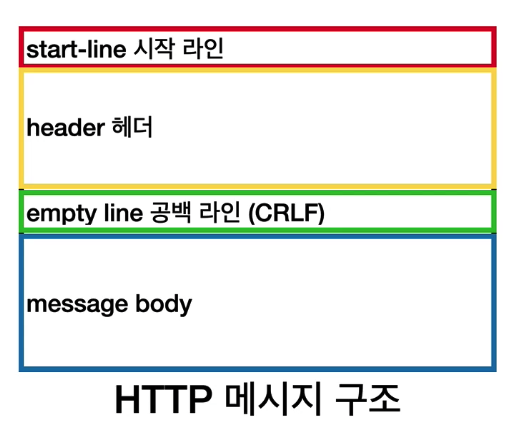 start-line 시작 라인
header 헤더
empty line 공백 라인 (CRLF)
message body
HTTP 메시지 구조